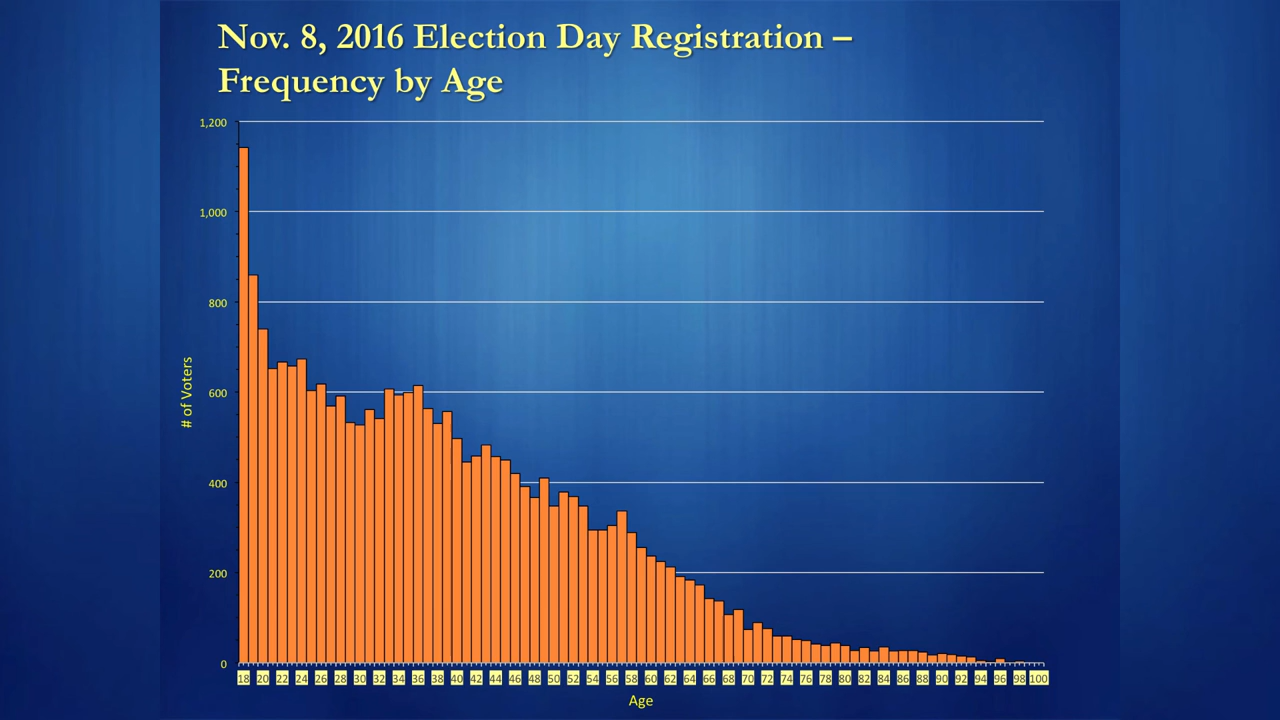 Nov. 8, 2016 Election Day Registration –
Frequency by Age
1,200
1,000
800
600
400
200
0
# of Voters
18 20 22 24 26 28 30 32 34 36 38 40 42 44 46 48 50 52 54 56 58 60 62 64 66 68 70 72 74 76 78 80 82 84 86 88 90 92 94 96 98 100
Age